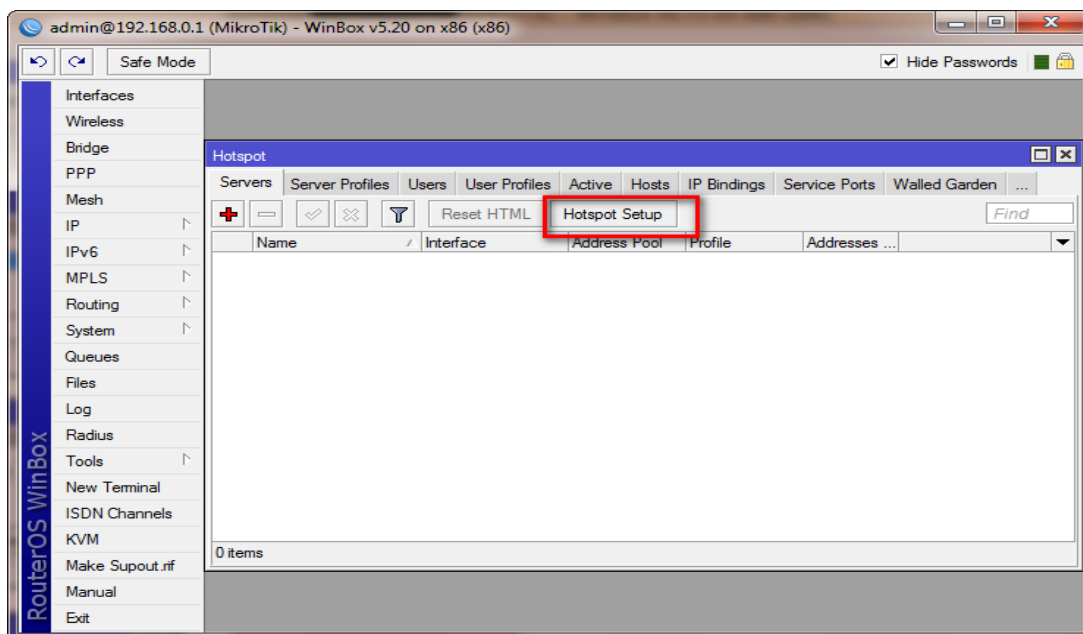 admin@192.168.0.1 (MikroTik) - WinBox v5.20 on x86 (x86)
Safe Mode
Hide Passwords
Interfaces
Wireless
Bridge
PPP
Mesh
IP
IPv6
MPLS
Routing
System
Queues
Files
Log
Radius
Tools
New Terminal
ISDN Channels
KVM
Make Supout.rif
Manual
Exit
RouterOS WinBox
Hotspot
Servers Server Profiles Users User Profiles Active Hosts IP Bindings Service Ports Walled Garden ...
Reset HTML Hotspot Setup Find
Name Interface Address Pool Profile Addresses ...
0 items